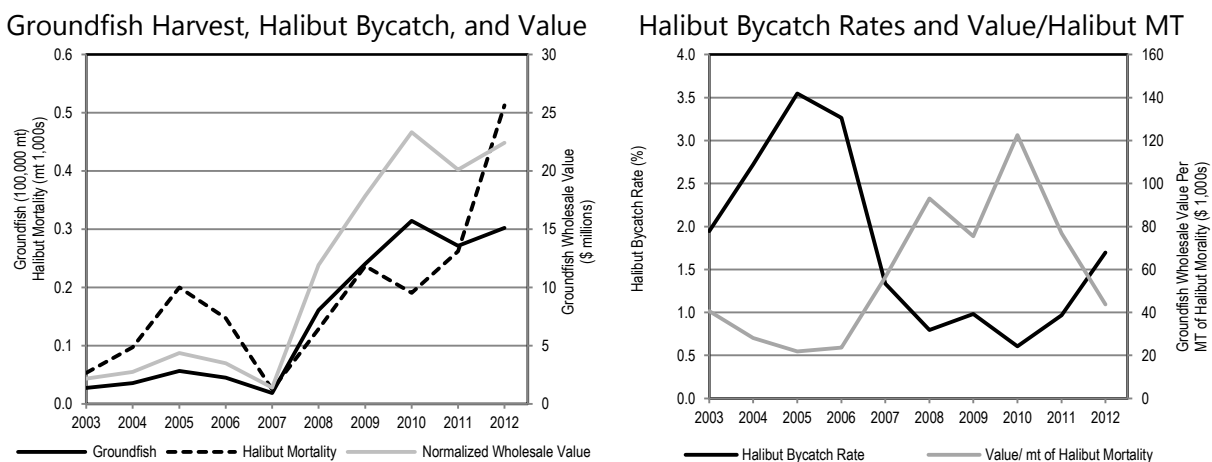 Groundfish Harvest, Halibut Bycatch, and Value
0.6
0.5
0.4
0.3
0.2
0.1
0.0
Groundfish (100,000 mt)
Halibut Mortality (mt 1,000s)
30
25
20
15
10
5
0
Groundfish Wholesale Value
($ millions)
2003 2004 2005 2006 2007 2008 2009 2010 2011 2012
Groundfish Halibut Mortality Normalized Wholesale Value
Halibut Bycatch Rates and Value/Halibut MT
4.0
3.5
3.0
2.5
2.0
1.5
1.0
0.5
0.0
Halibut Bycatch Rate (%)
160
140
120
100
80
60
40
20
0
Groundfish Wholesale Value Per
MT of Halibut Morality ($ 1,000s)
2003 2004 2005 2006 2007 2008 2009 2010 2011 2012
Halibut Bycatch Rate Value/ mt of Halibut Mortality